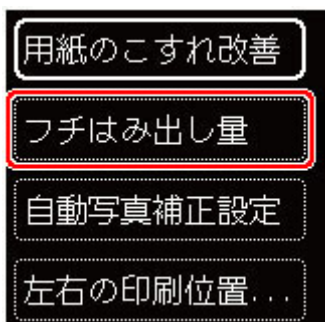 用紙のこすれ改善
フチはみ出し量
自動写真補正設定
左右の印刷位置...